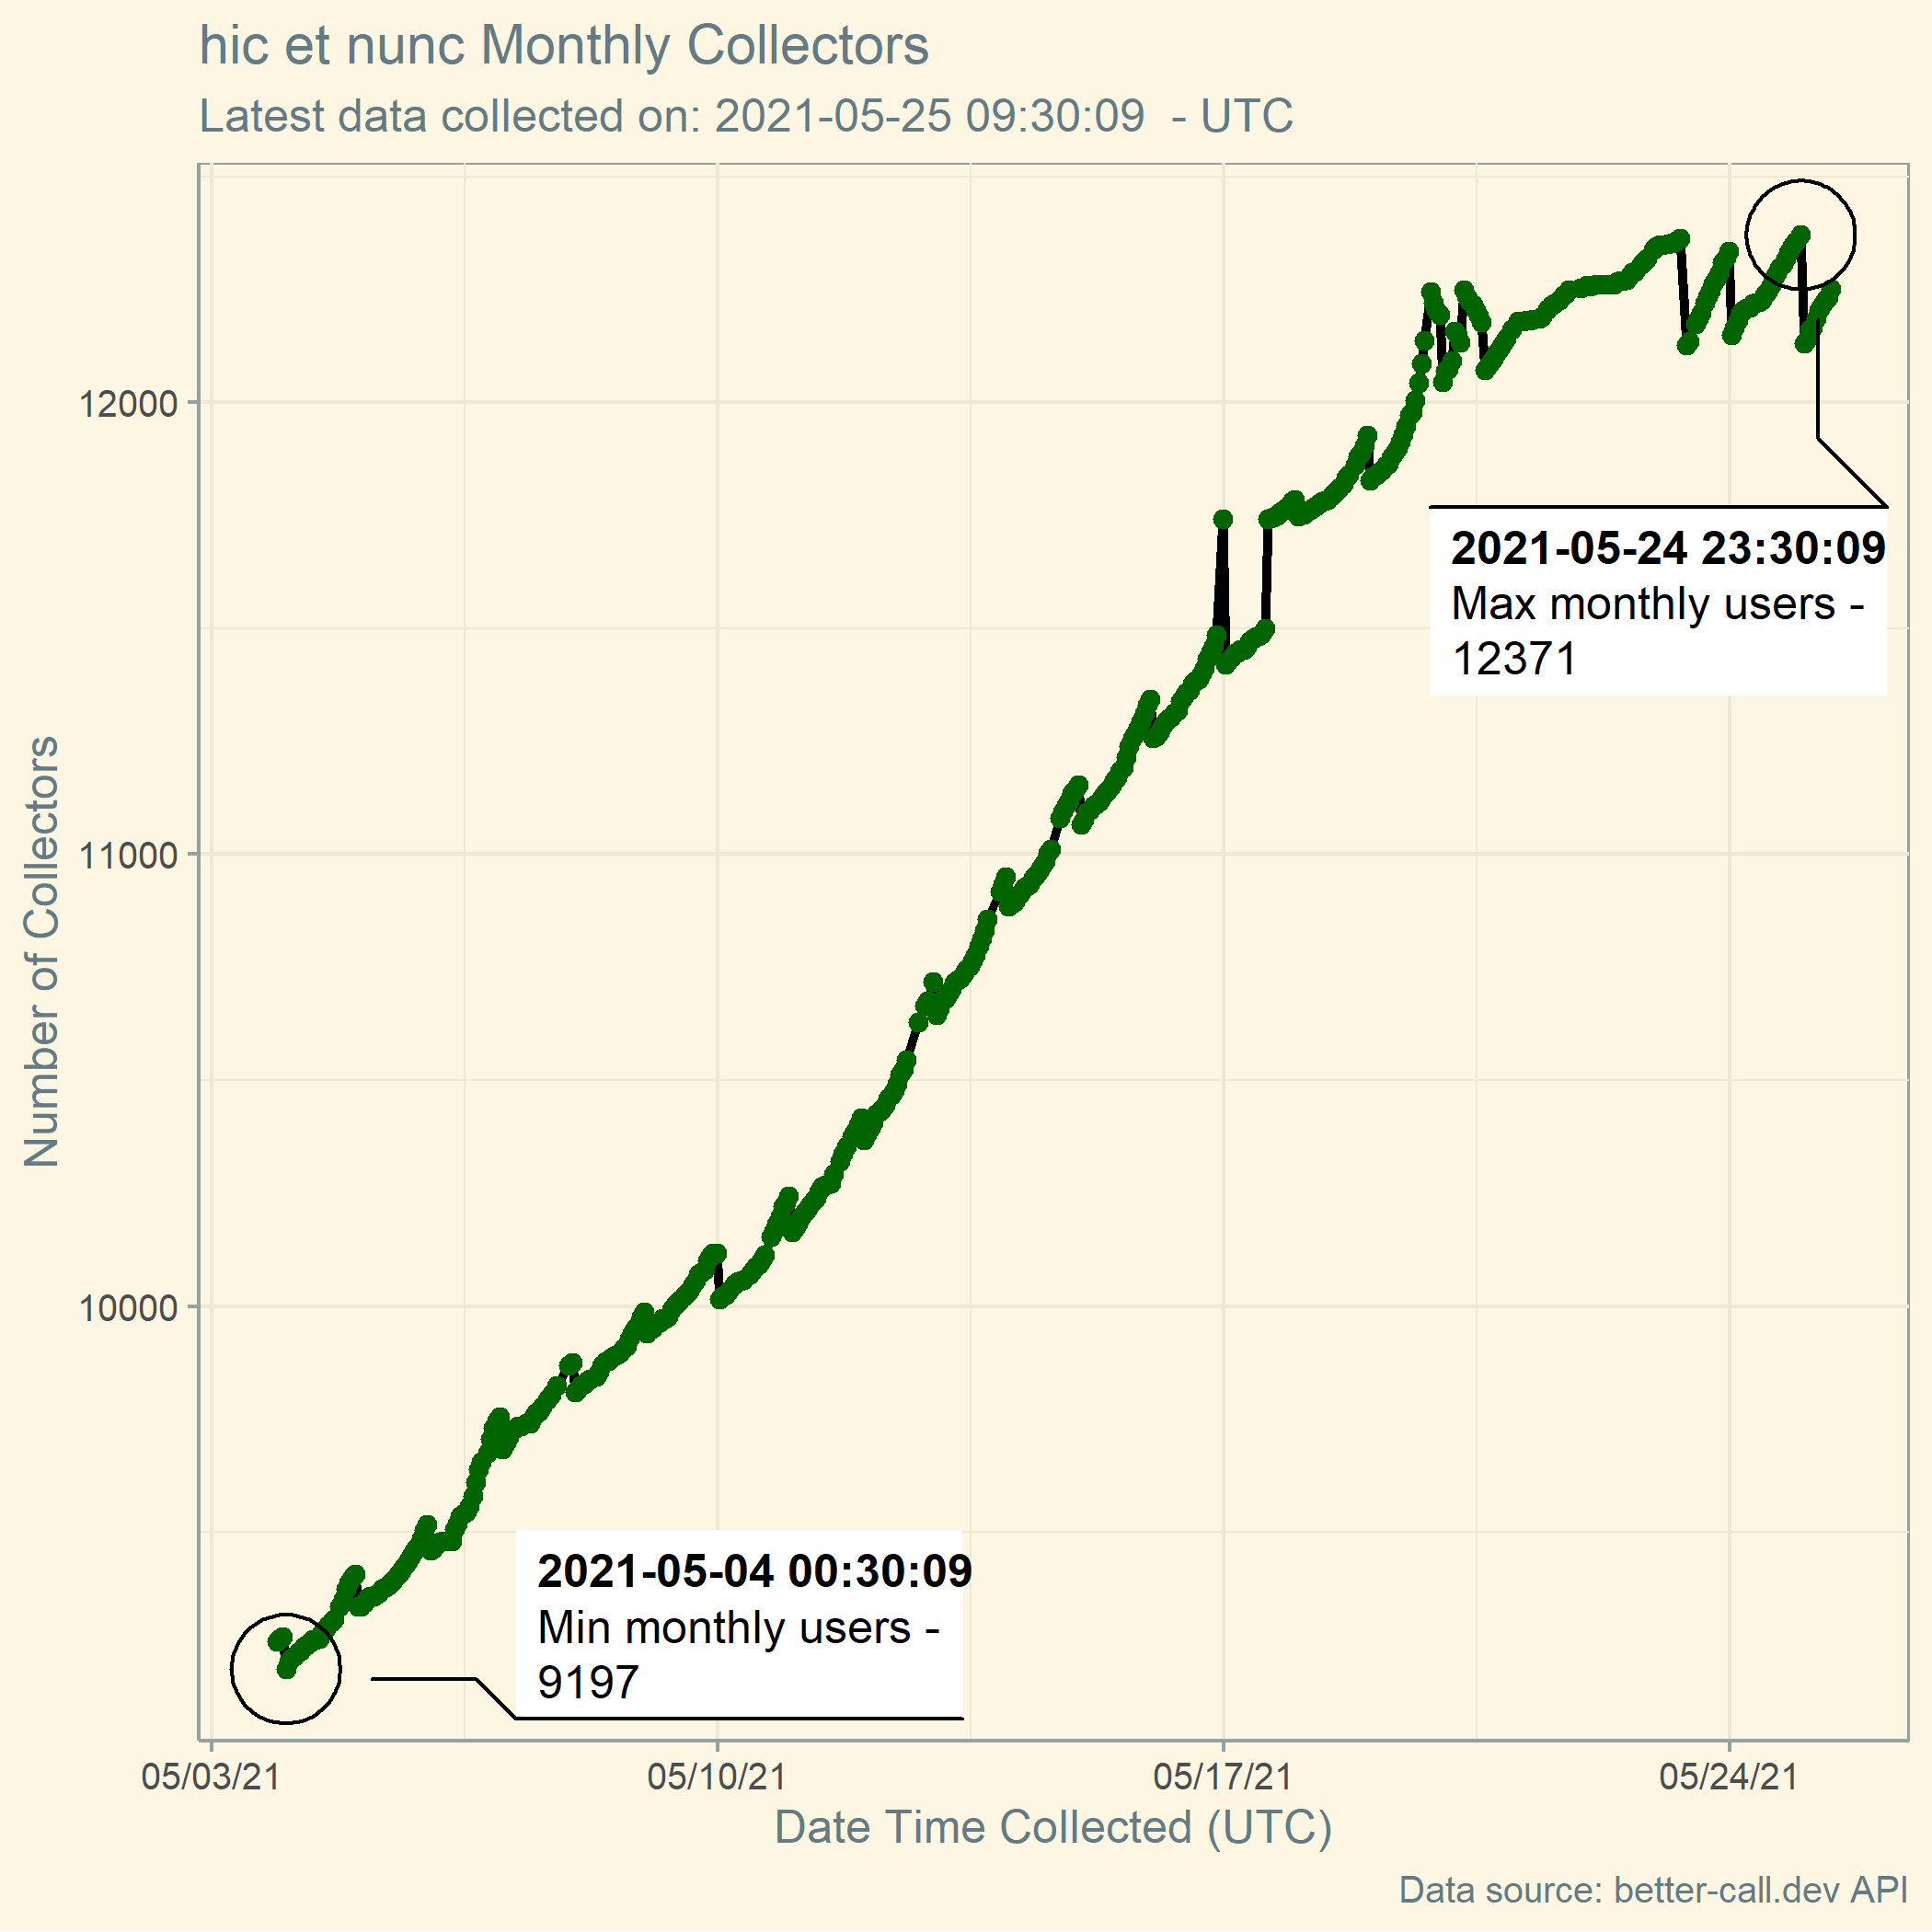 hic et nunc Monthly Collectors
Latest data collected on: 2021-05-25 09:30:09  - UTC
Number of Collectors
12000
11000
10000
2021-05-24 23:30:09
Max monthly users -
12371
2021-05-04 00:30:09
Min monthly users -
9197
05/03/21
05/10/21
05/17/21
05/24/21
Date Time Collected (UTC)
Data source: better-call.dev API